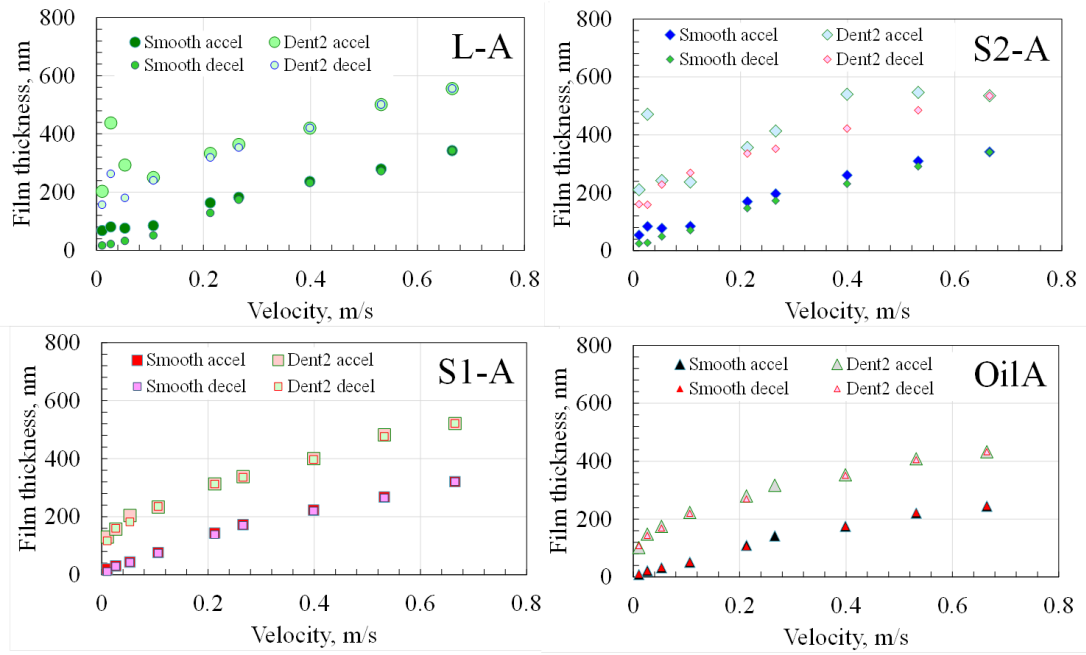 800
600
400
200
0
Film thickness, nm
Smooth accel
Dent2 accel
Smooth decel
Dent2 decel
L-A
0
0.2
0.4
0.6
0.8
Velocity, m/s
800
600
400
200
0
Film thickness, nm
Smooth accel
Dent2 accel
Smooth decel
Dent2 decel
S2-A
0
0.2
0.4
0.6
0.8
Velocity, m/s
800
600
400
200
0
Film thickness, nm
Smooth accel
Dent2 accel
Smooth decel
Dent2 decel
S1-A
0
0.2
0.4
0.6
0.8
Velocity, m/s
800
600
400
200
0
Film thickness, nm
Smooth accel
Dent2 accel
Smooth decel
Dent2 decel
OilA
0
0.2
0.4
0.6
0.8
Velocity, m/s